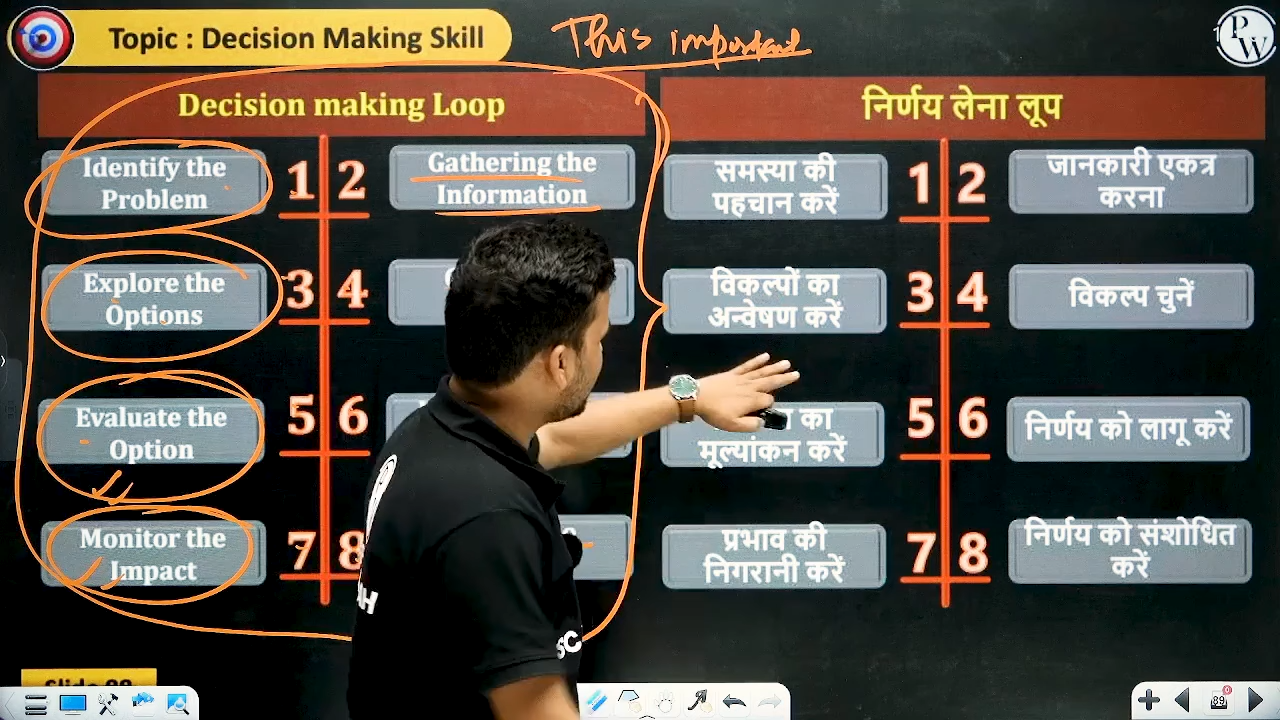 Topic : Decision Making Skill
This important
PW
Decision making Loop
निर्णय लेना लूप
Identify the
Problem
1 2
Gathering the
Information
समस्या की
पहचान करें
1 2
जानकारी एकत्र
करना
Explore the
Options
3 4
विकल्पों का
अन्वेषण करें
3 4
विकल्प चुनें
Evaluate the
Option
5 6
का
मूल्यांकन करें
5 6
निर्णय को लागू करें
Monitor the
Impact
7 8
प्रभाव की
निगरानी करें
7 8
निर्णय को संशोधित
करें
89